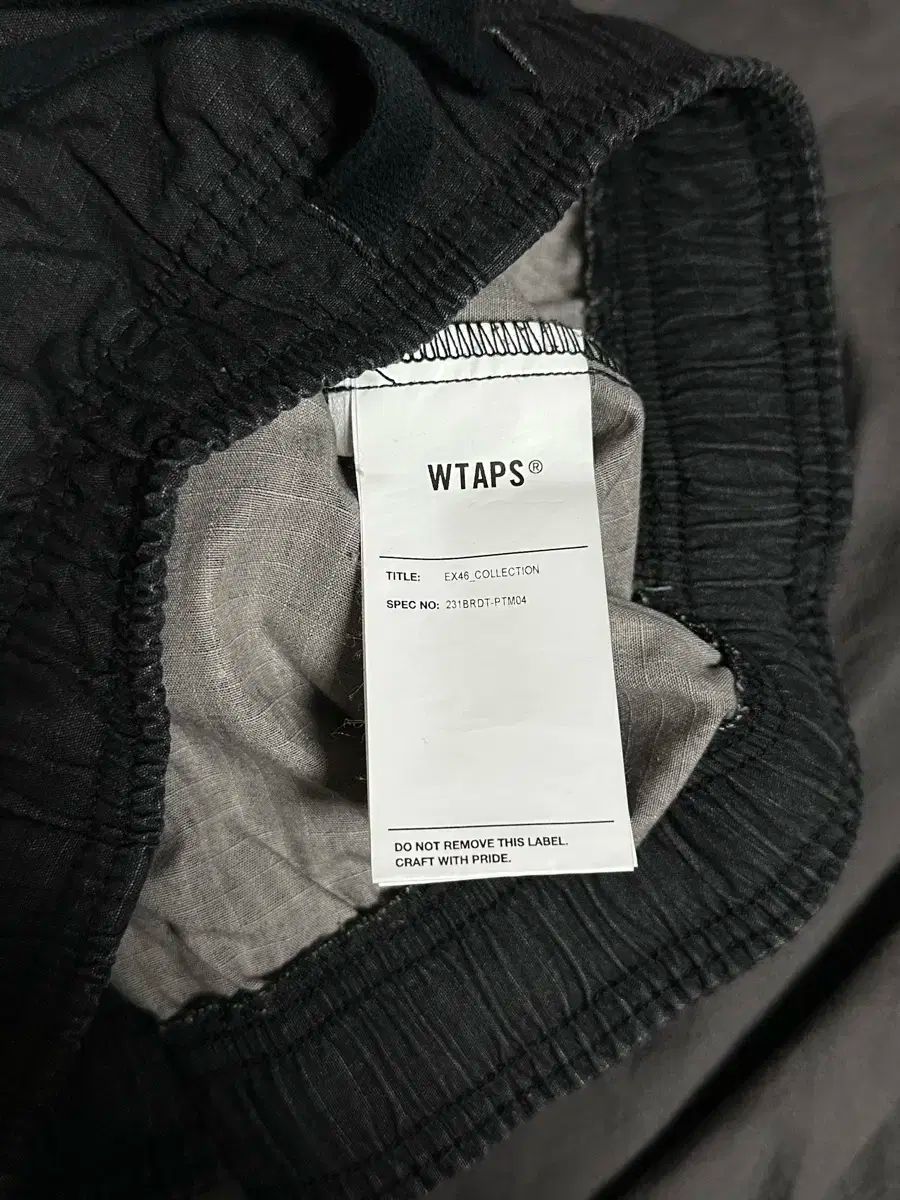 WTAPS®
TITLE: EX46_COLLECTION
SPEC NO: 231BRDT-PTM04
DO NOT REMOVE THIS LABEL.
CRAFT WITH PRIDE.